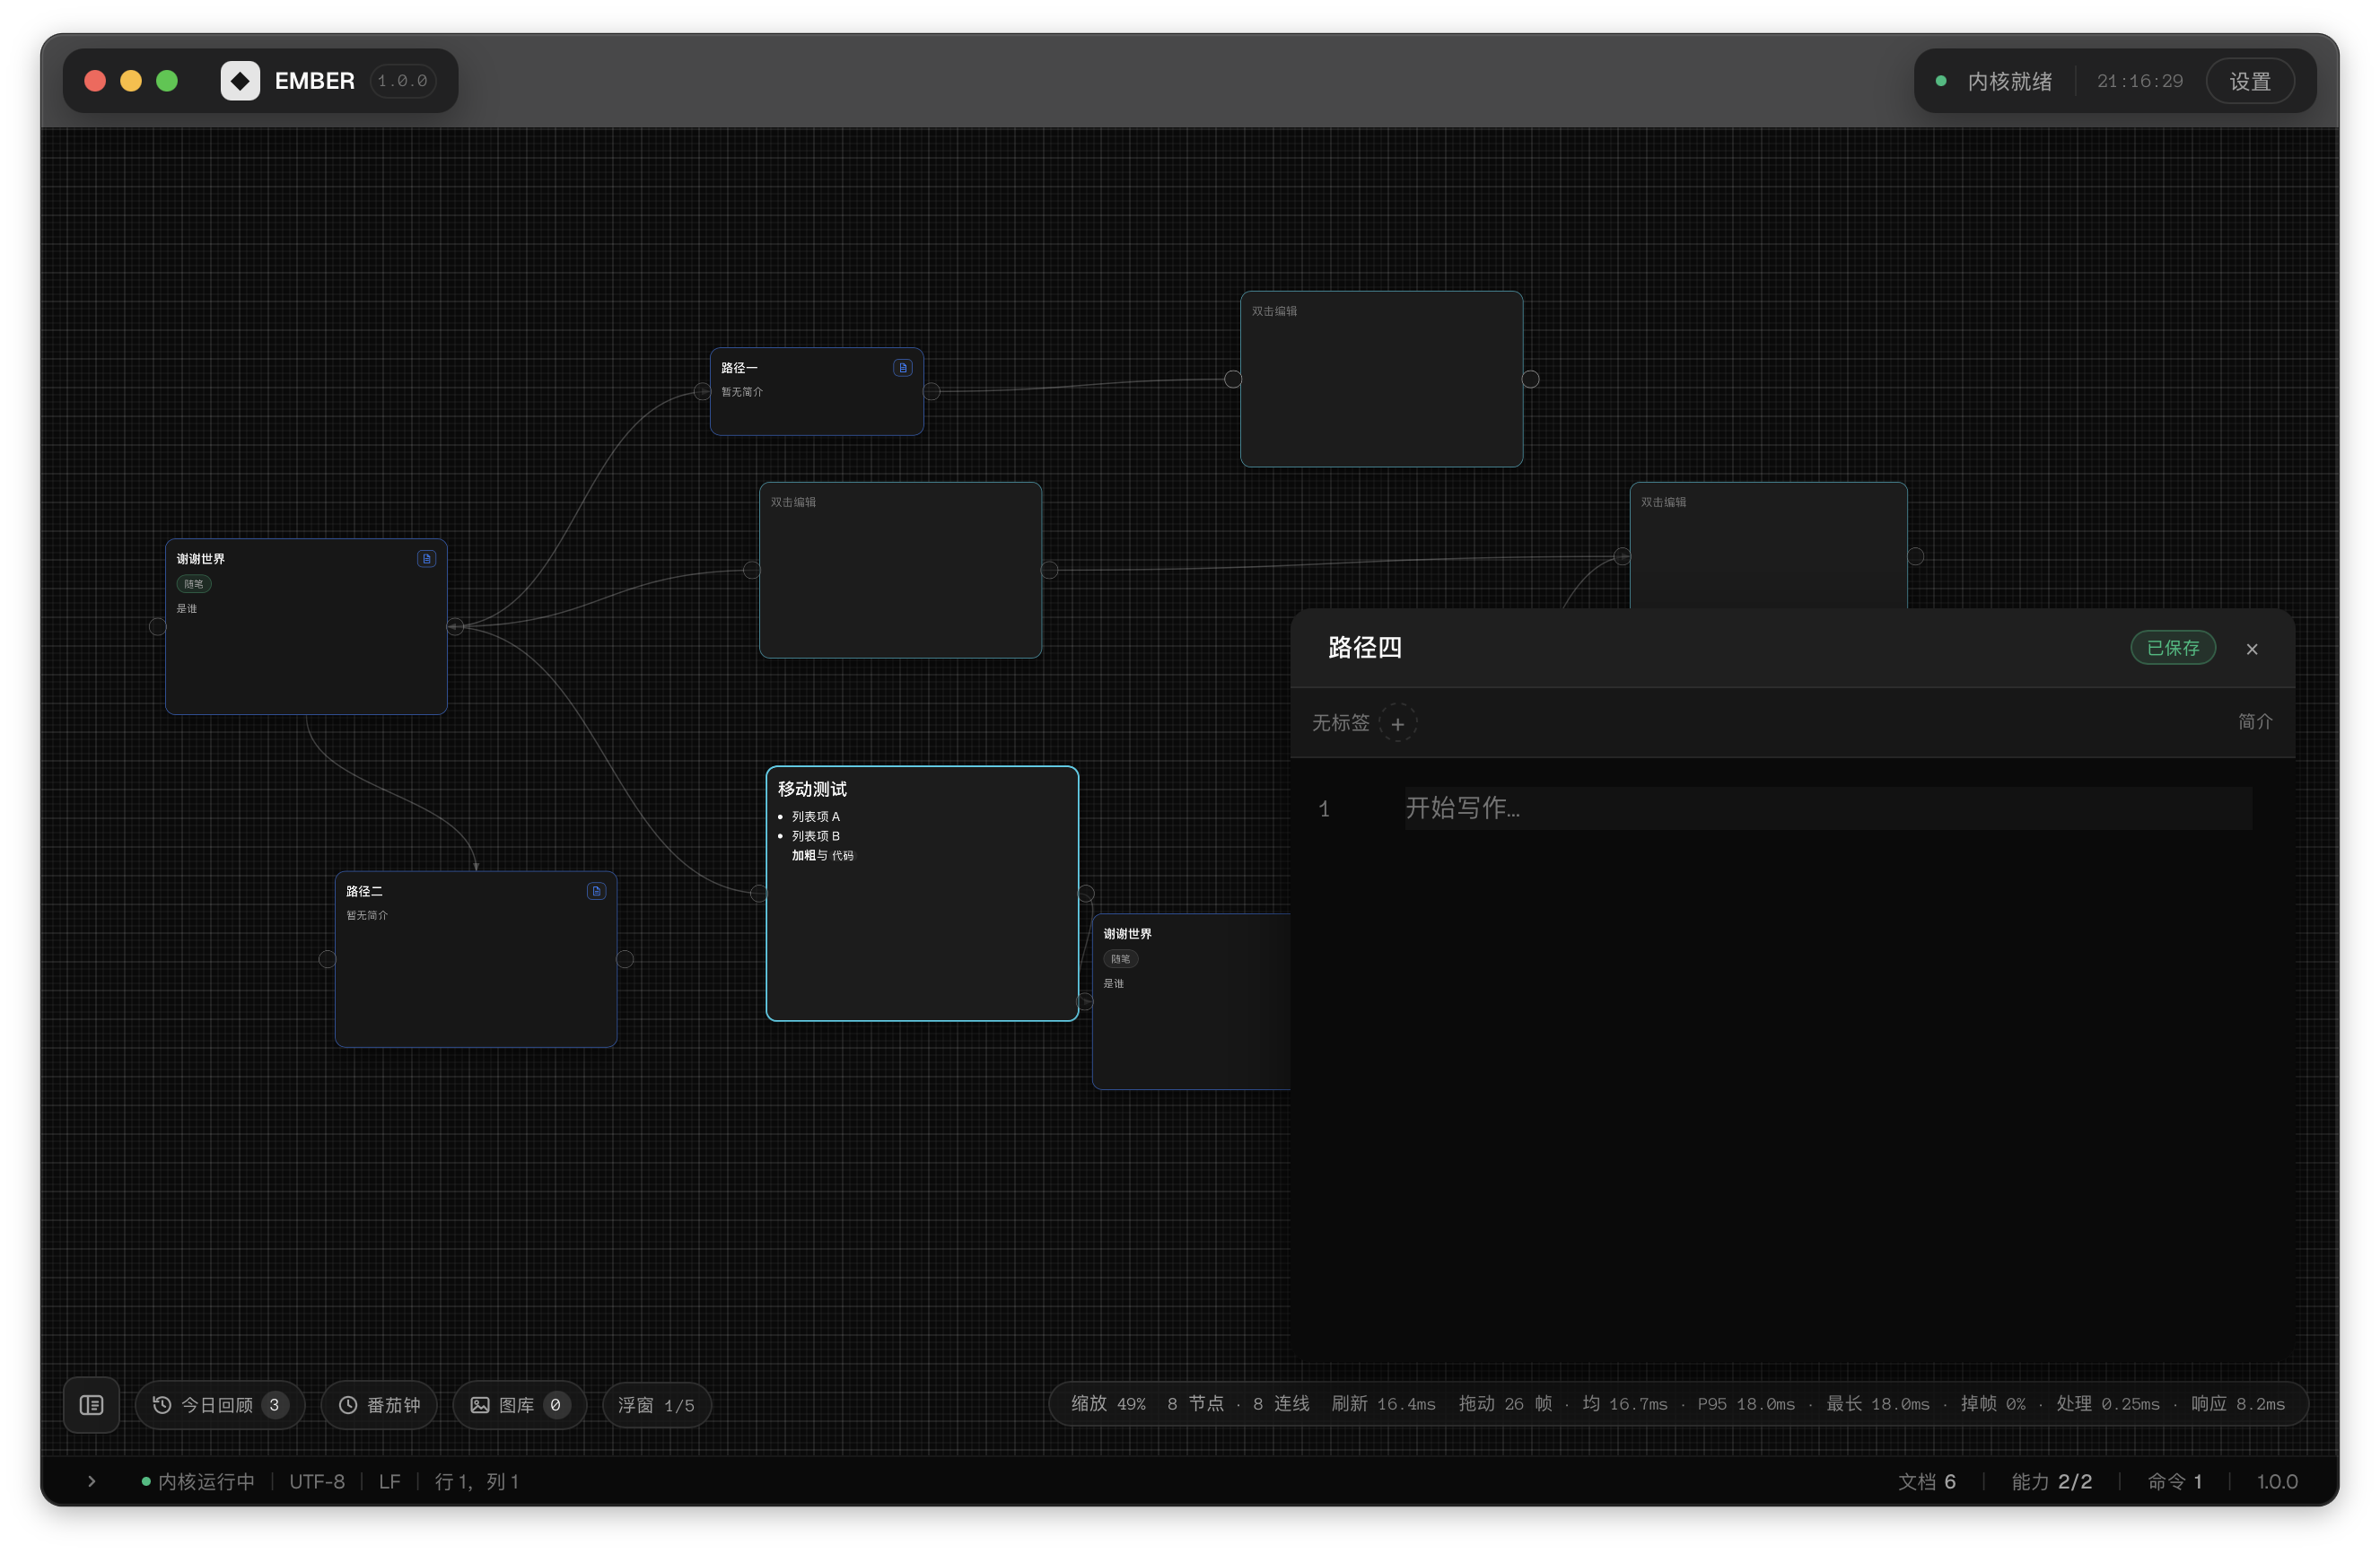 EMBER 1.0.0
内核就绪 21:16:29 设置
双击编辑
路径一
暂无简介
双击编辑
双击编辑
谢谢世界
随笔
是谁
路径四 已保存 ×
无标签 + 简介
1 开始写作...
移动测试
• 列表项 A
• 列表项 B
加粗与 代码
路径二
暂无简介
谢谢世界
随笔
是谁
今日回顾 3 番茄钟 图库 0 浮窗 1/5
缩放 49% 8 节点 · 8 连线 刷新 16.4ms 拖动 26 帧 · 均 16.7ms · P95 18.0ms · 最长 18.0ms · 掉帧 0% · 处理 0.25ms · 响应 8.2ms
内核运行中 UTF-8 LF 行 1，列 1
文档 6 能力 2/2 命令 1 1.0.0